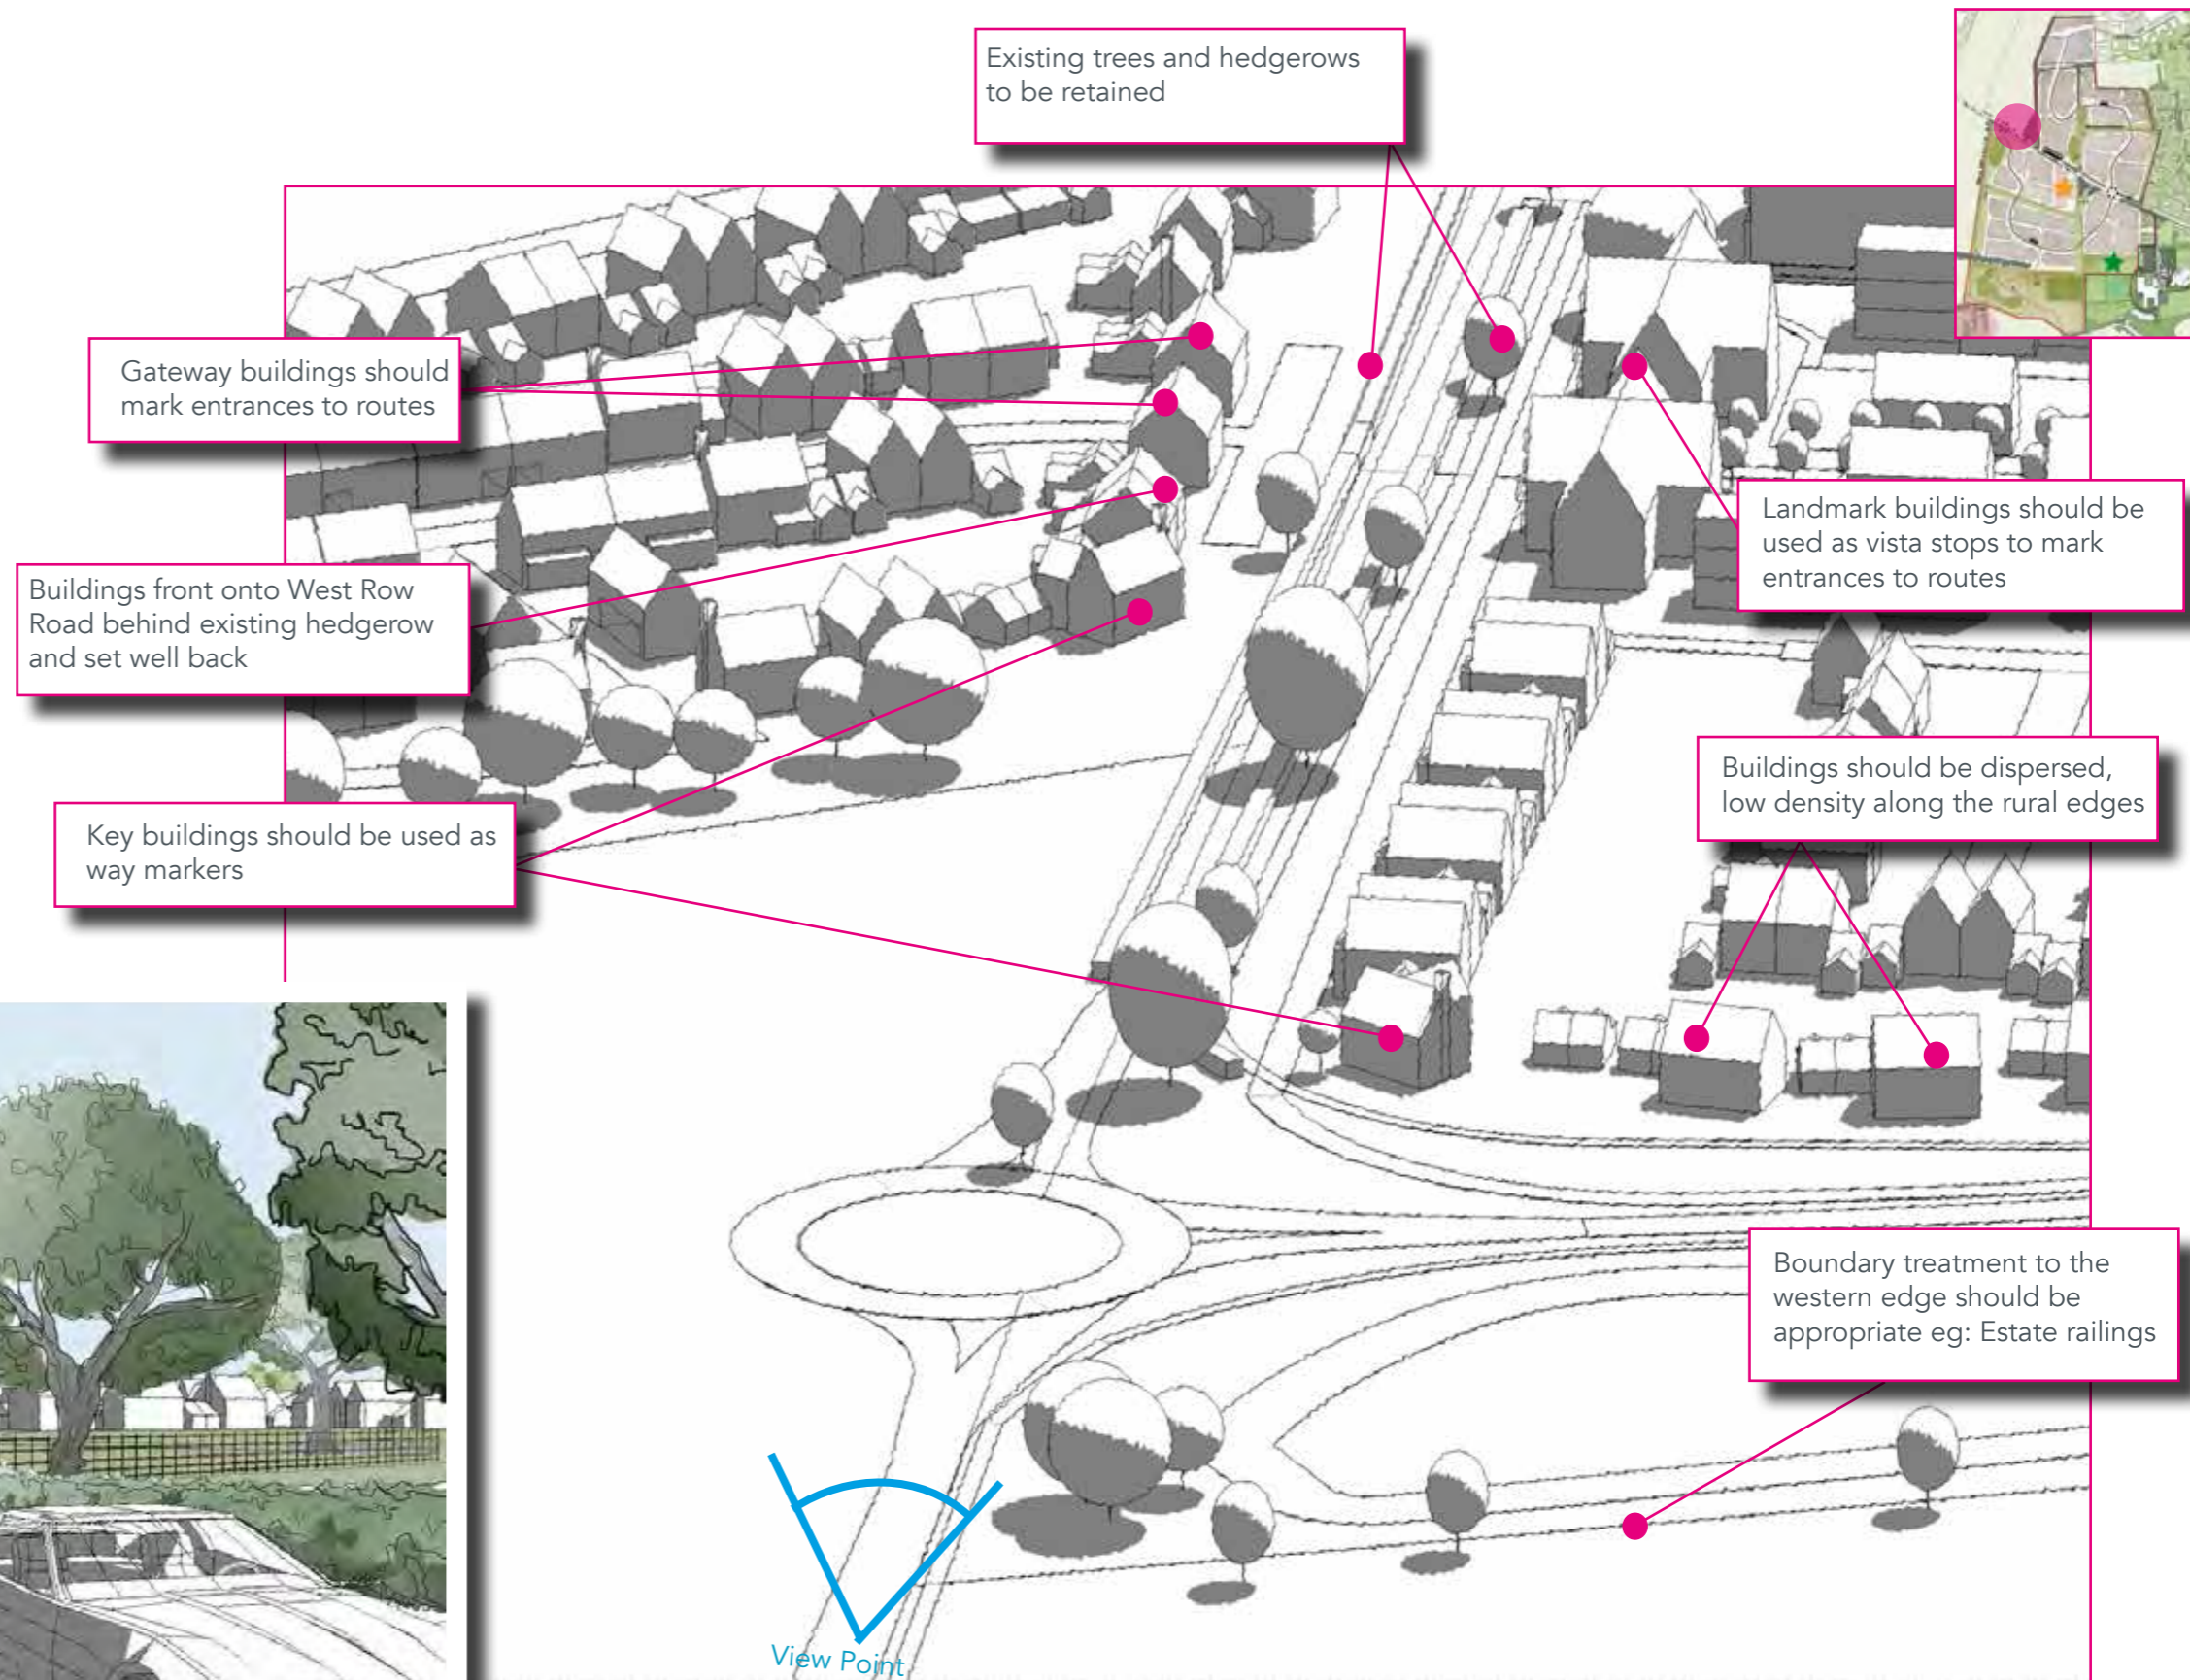 Existing trees and hedgerows
to be retained
Gateway buildings should
mark entrances to routes
Landmark buildings should be
used as vista stops to mark
entrances to routes
Buildings front onto West Row
Road behind existing hedgerow
and set well back
Buildings should be dispersed,
low density along the rural edges
Key buildings should be used as
way markers
Boundary treatment to the
western edge should be
appropriate eg: Estate railings
View Point